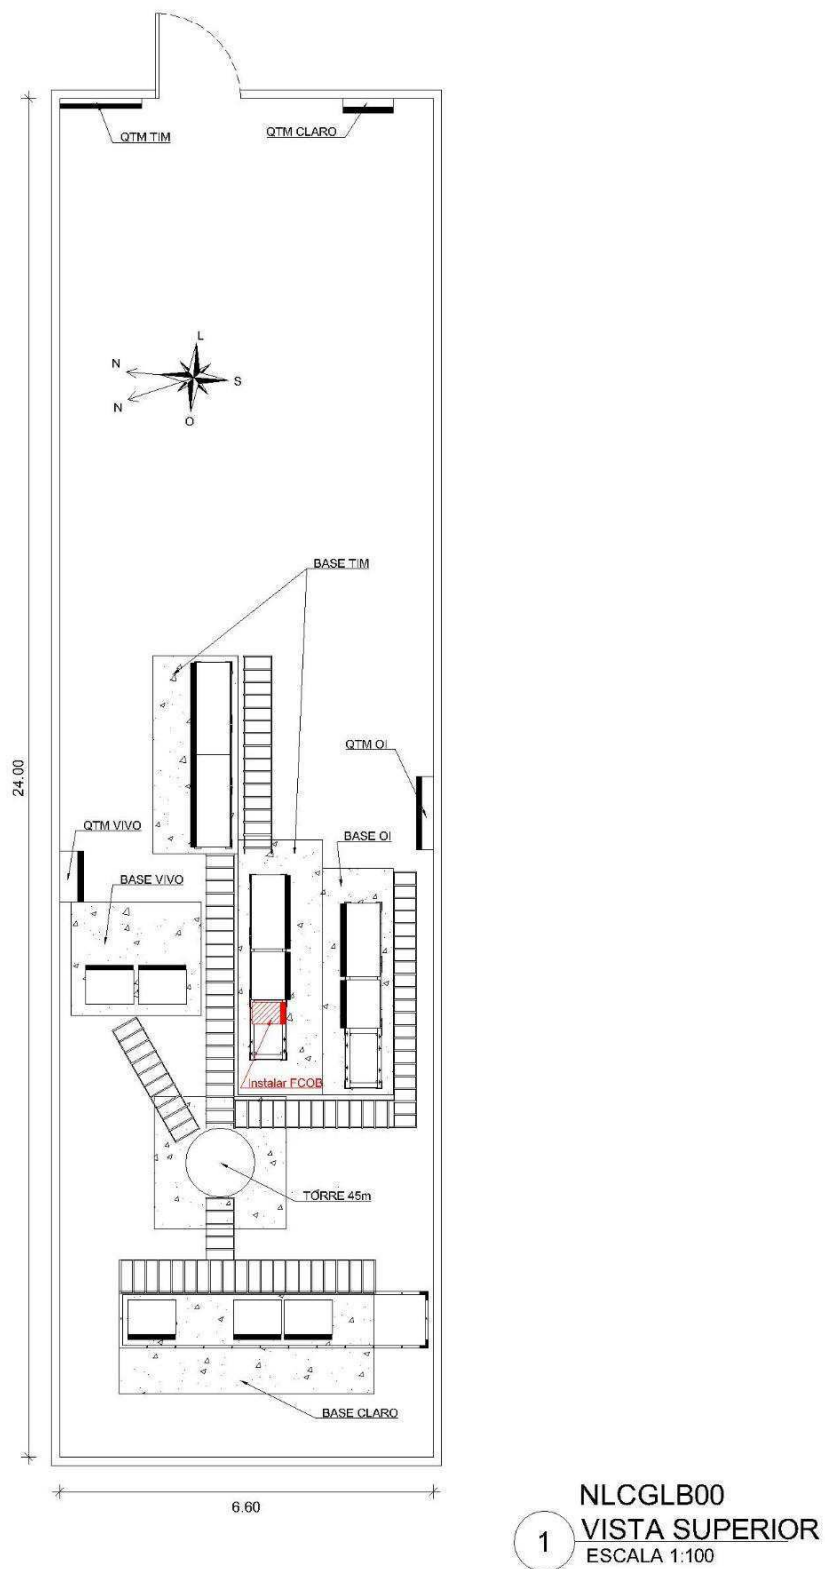 QTM TIM
QTM CLARO
L
N
S
N
O
BASE TIM
24.00
QTM OI
QTM VIVO
BASE OI
BASE VIVO
Instalar FCOB
TORRE 45m
BASE CLARO
6.60
NLCGLB00
1
VISTA SUPERIOR
ESCALA 1:100